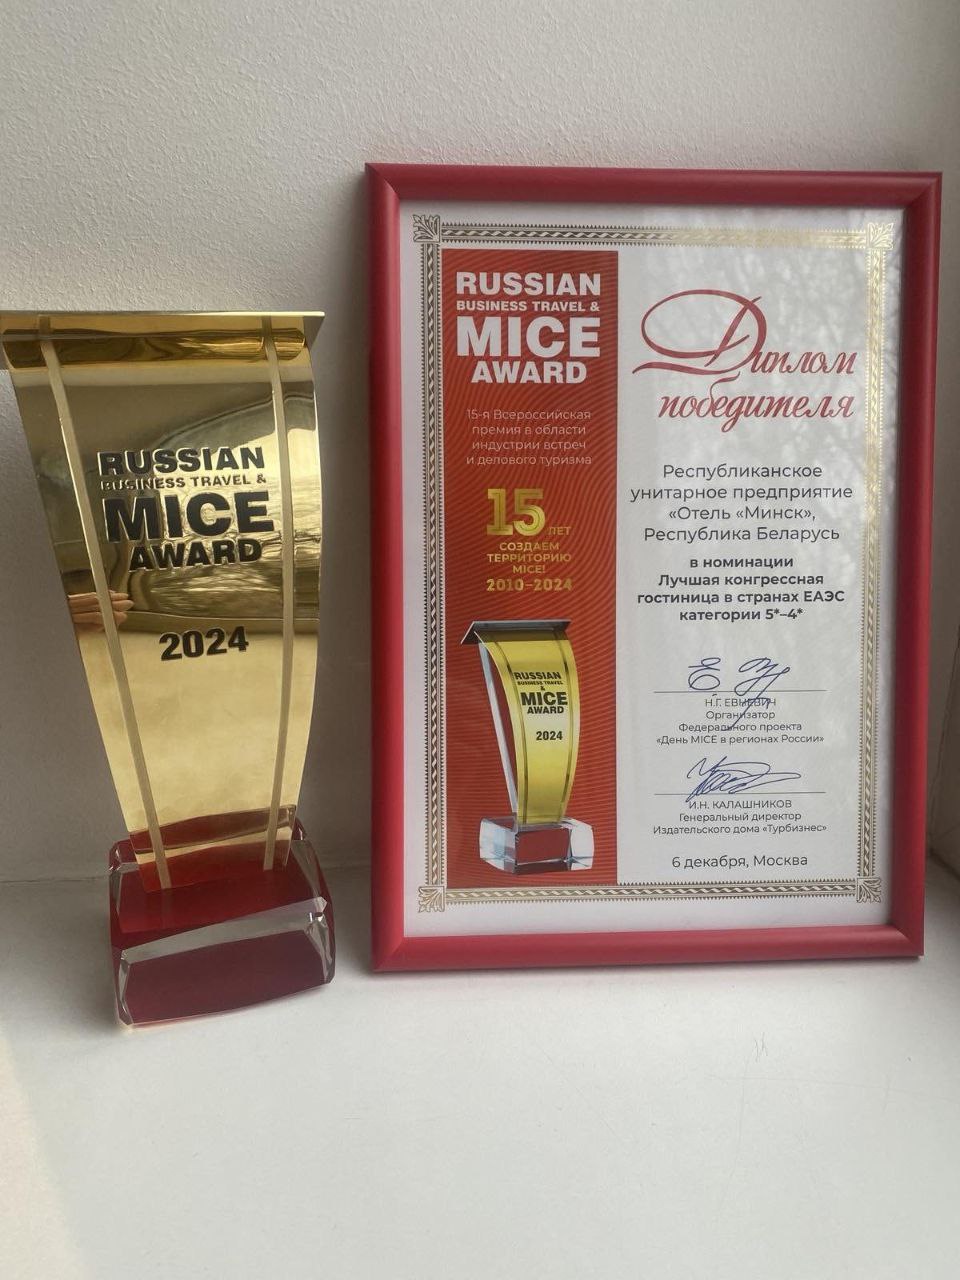 RUSSIAN
BUSINESS TRAVEL &
MICE
AWARD
2024
RUSSIAN
BUSINESS TRAVEL &
MICE
AWARD
15-я Всероссийская
премия в области
индустрии встреч
и делового туризма
15 ЛЕТ
СОЗДАЕМ
ТЕРРИТОРИЮ
MICE!
2010–2024
RUSSIAN
BUSINESS TRAVEL
&
MICE
AWARD
2024
Диплом
победителя
Республиканское
унитарное предприятие
«Отель «Минск»,
Республика Беларусь
в номинации
Лучшая конгрессная
гостиница в странах ЕАЭС
категории 5*–4*
Н.Г. ЕВНЕВИЧ
Организатор
Федерального проекта
«День MICE в регионах России»
И.Н. КАЛАШНИКОВ
Генеральный директор
Издательского дома «Турбизнес»
6 декабря, Москва